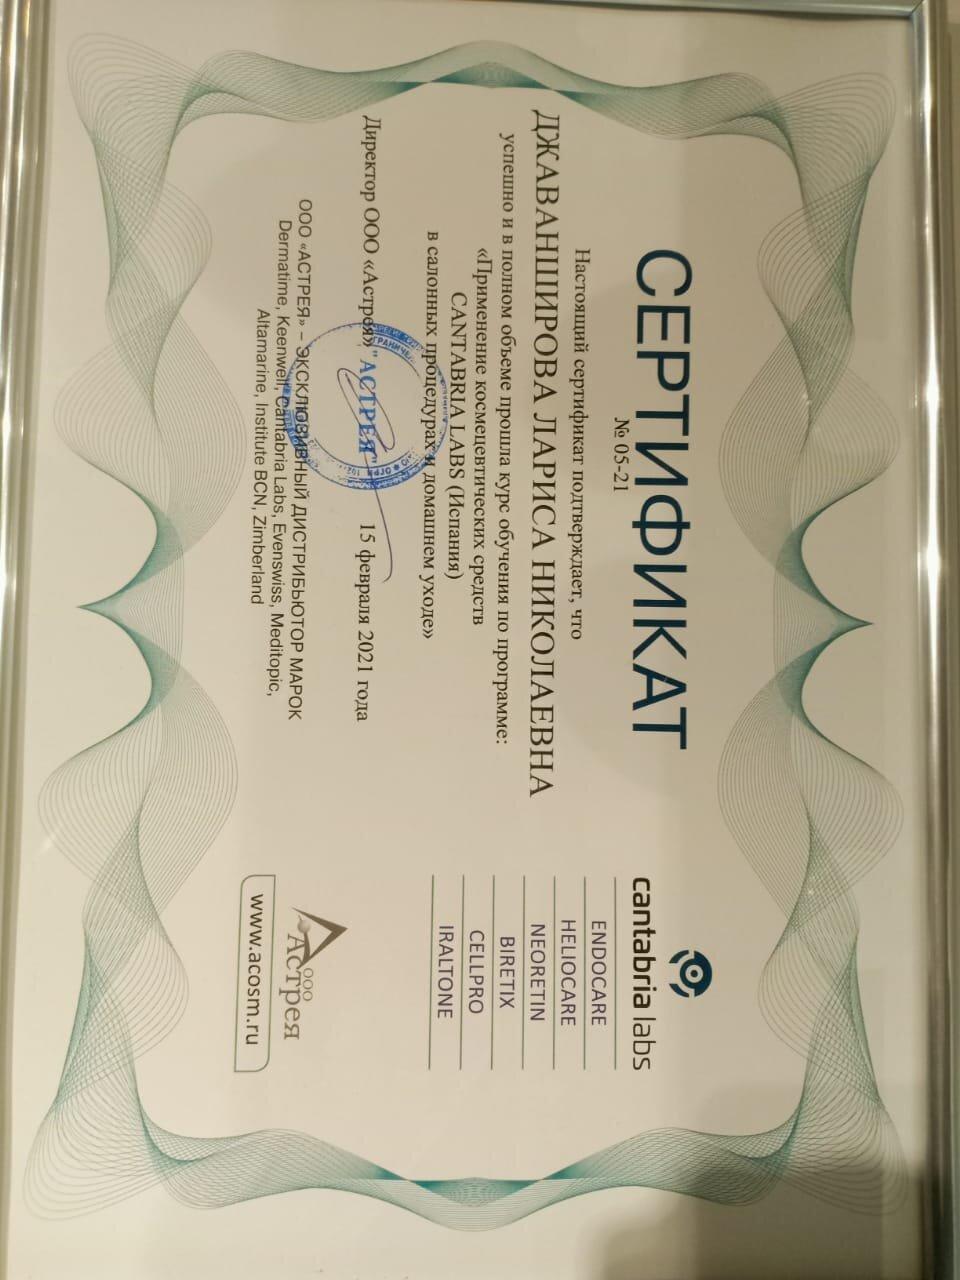 СЕРТИФИКАТ
№ 05-21
Настоящий сертификат подтверждает, что
ДЖАВАНШИРОВА ЛАРИСА НИКОЛАЕВНА
успешно и в полном объеме прошла курс обучения по программе:
«Применение космецевтических средств
CANTABRIA LABS (Испания)
в салонных процедурах и домашнем уходе»
Директор ООО «Астрея» 15 февраля 2021 года
"АСТРЕЯ"
ООО «АСТРЕЯ» – ЭКСКЛЮЗИВНЫЙ ДИСТРИБЬЮТОР МАРОК
Dermatime, Keenwell, Cantabria Labs, Evenswiss, Meditopic,
Altamarine, Institute BCN, Zimberland
cantabria labs
ENDOCARE
HELIOCARE
NEORETIN
BIRETIX
CELLPRO
IRALTONE
ООО
Астрея
www.acosm.ru